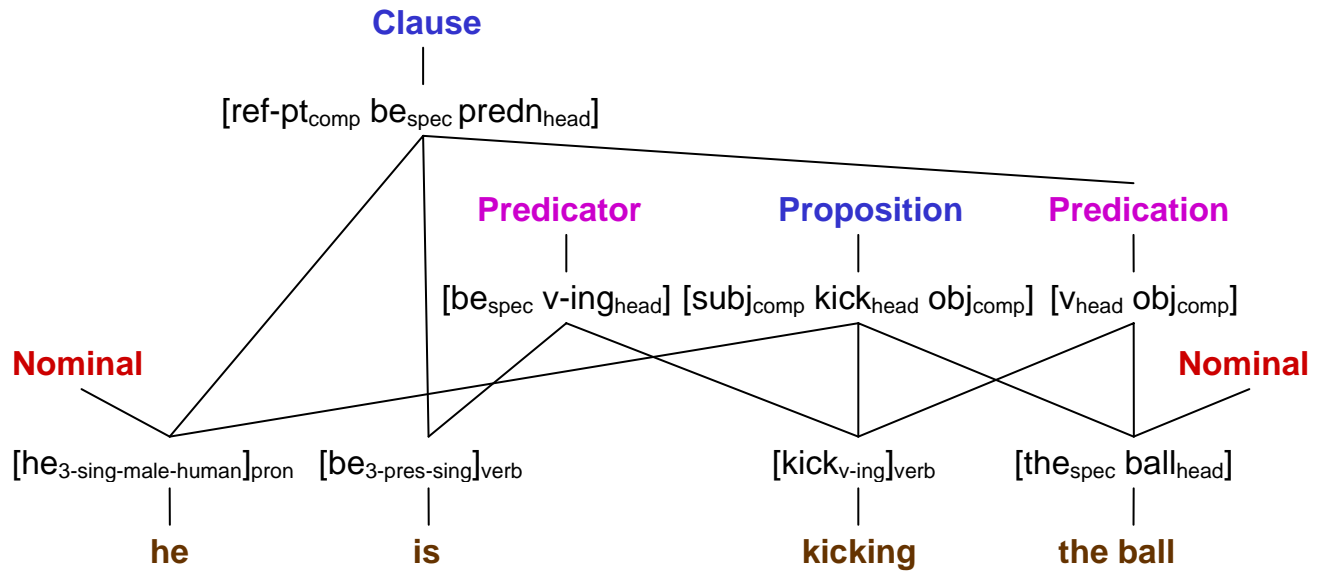 Clause
[ref-ptcomp bespec prednhead]
Predicator Proposition Predication
[bespec v-inghead] [subjcomp kickhead objcomp] [vhead objcomp]
Nominal Nominal
[he3-sing-male-human]pron [be3-pres-sing]verb [kickv-ing]verb [thespec ballhead]
he is kicking the ball